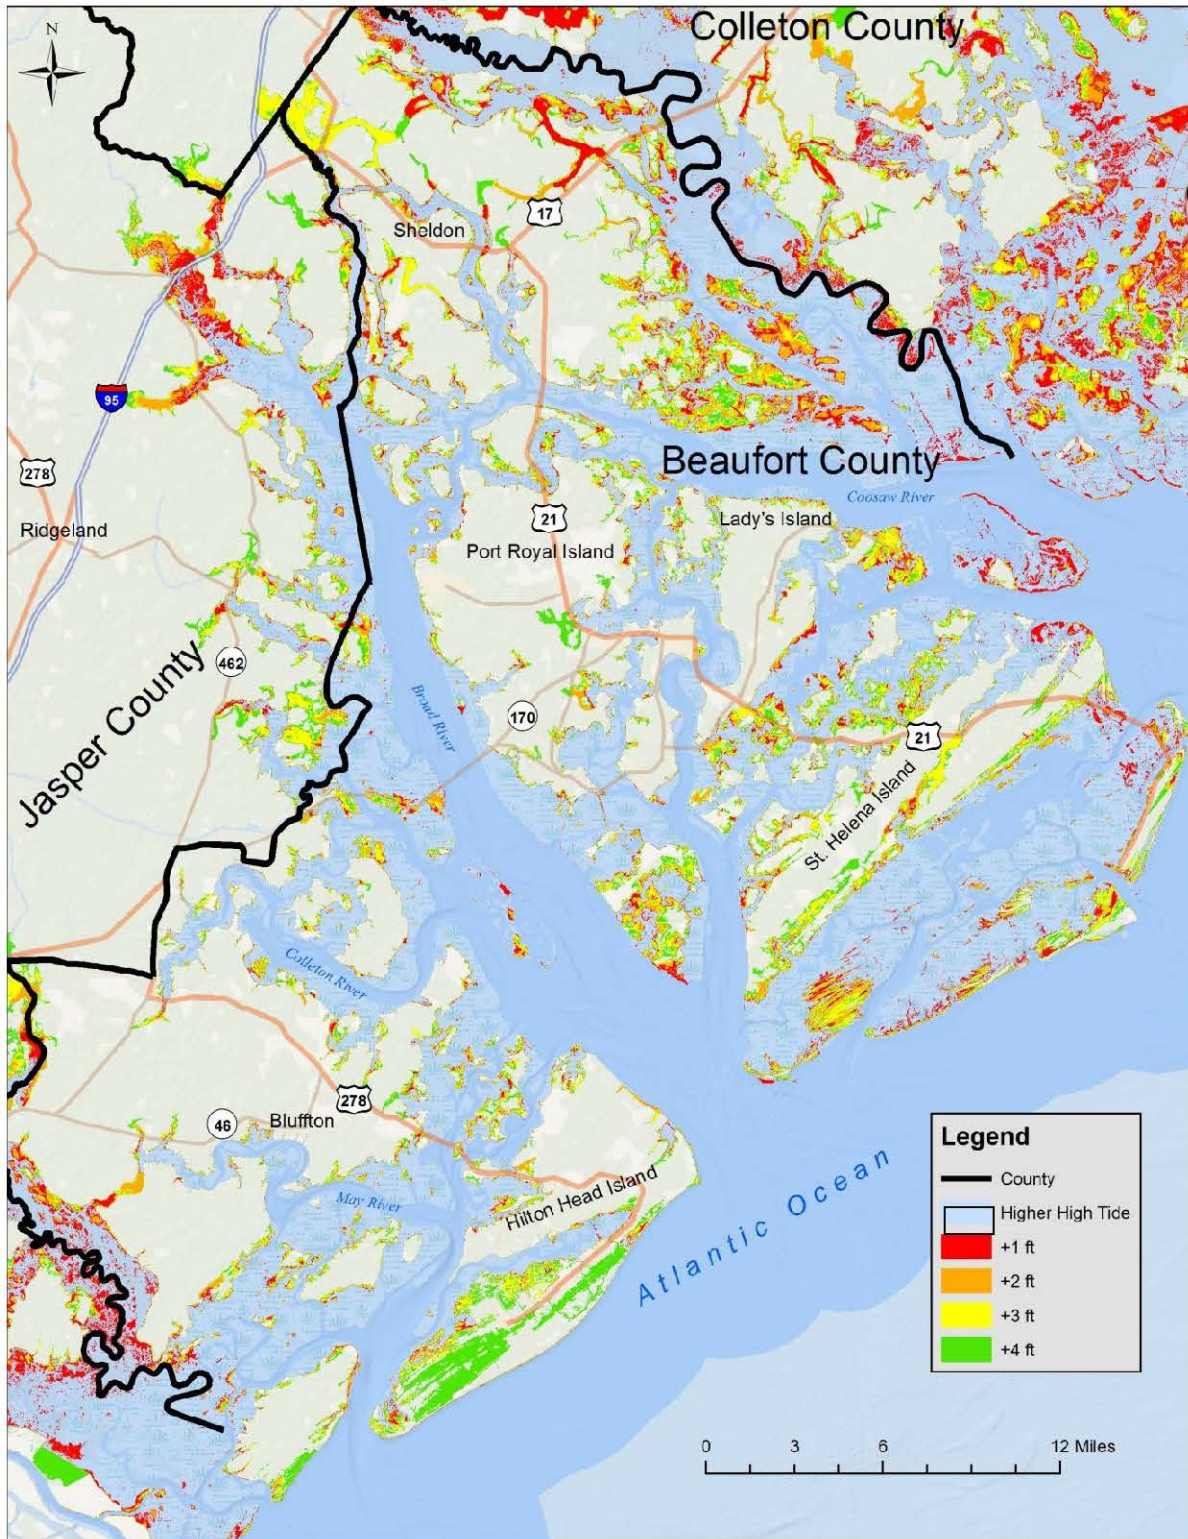 N
Colleton County
17
Sheldon
95
278
Ridgeland
Beaufort County
Coosaw River
Lady's Island
21
Port Royal Island
462
Jasper County
Broad River
170
21
St. Helena Island
Colleton River
278
46
Bluffton
May River
Hilton Head Island
Atlantic Ocean
Legend
County
Higher High Tide
+1 ft
+2 ft
+3 ft
+4 ft
0 3 6 12 Miles